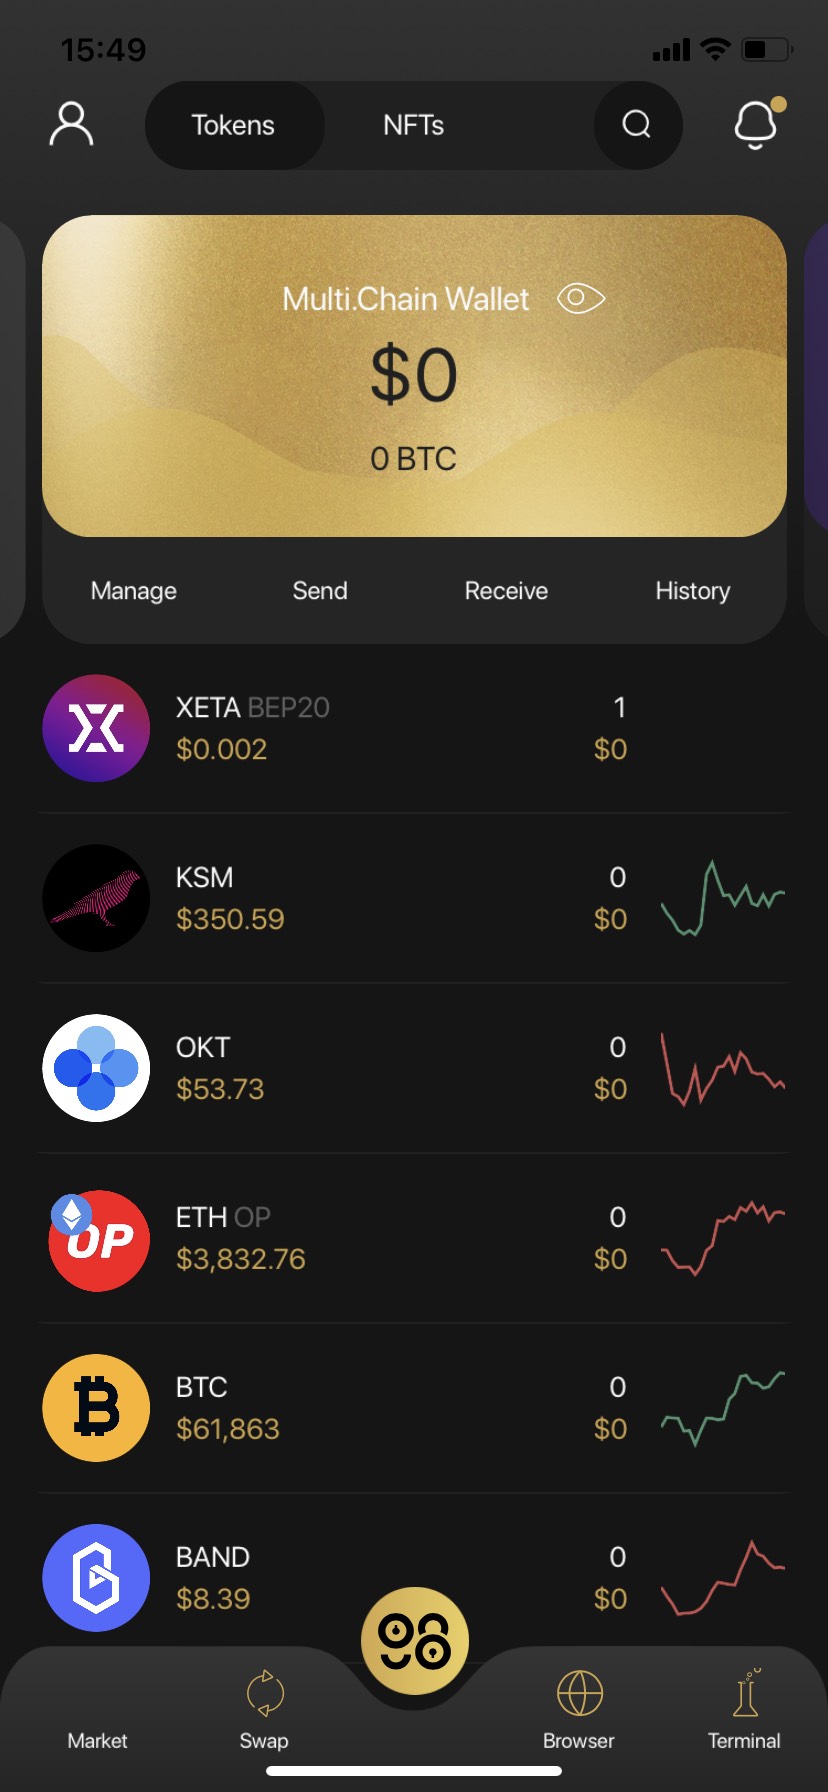 15:49
Tokens NFTs
Multi.Chain Wallet
$0
0 BTC
Manage Send Receive History
XETA BEP20 1
$0.002 $0
KSM 0
$350.59 $0
OKT 0
$53.73 $0
OP
ETH OP 0
$3,832.76 $0
BTC 0
$61,863 $0
BAND 0
$8.39 $0
98
Market Swap Browser Terminal